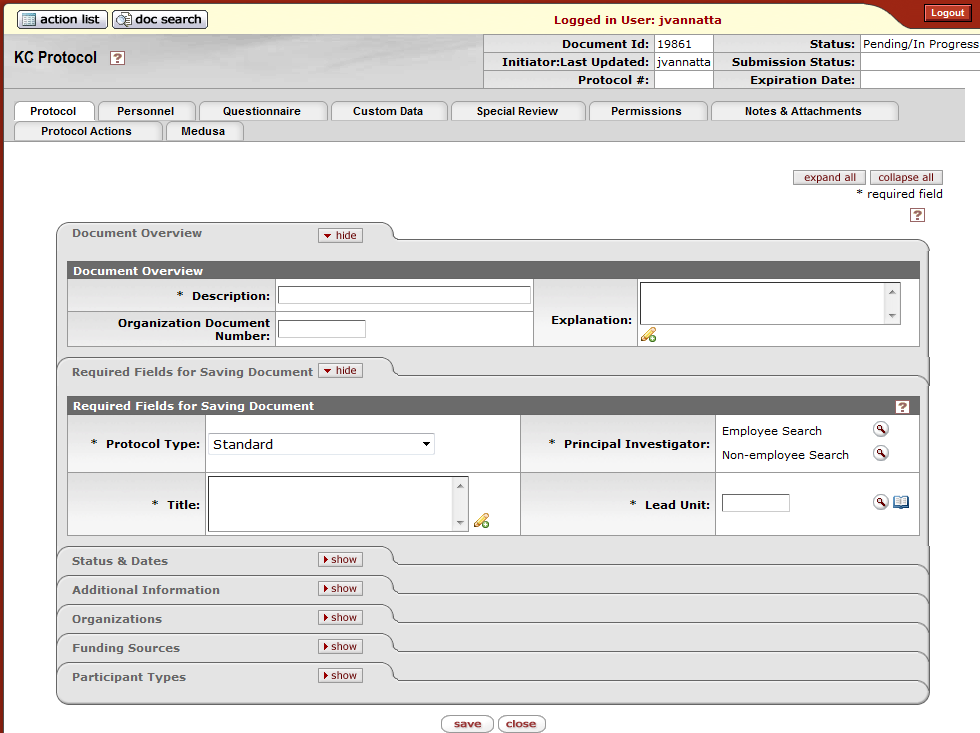 action list doc search Logged in User: jvannatta Logout
KC Protocol ?
Document Id: 19861 Status: Pending/In Progress
Initiator:Last Updated: jvannatta Submission Status:
Protocol #: Expiration Date:
Protocol Personnel Questionnaire Custom Data Special Review Permissions Notes & Attachments
Protocol Actions Medusa
expand all collapse all
* required field
?
Document Overview hide
Document Overview
* Description:
Explanation:
Organization Document
Number:
Required Fields for Saving Document hide
Required Fields for Saving Document ?
* Protocol Type: Standard * Principal Investigator: Employee Search
Non-employee Search
* Title: * Lead Unit:
Status & Dates show
Additional Information show
Organizations show
Funding Sources show
Participant Types show
save close